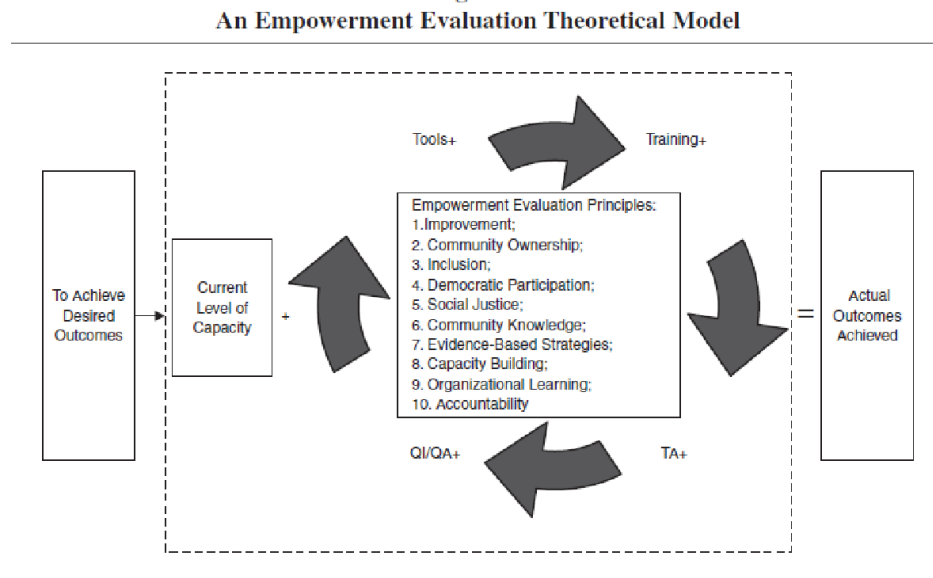 An Empowerment Evaluation Theoretical Model
Tools+
Training+
To Achieve
Desired
Outcomes
Current
Level of
Capacity
+
Empowerment Evaluation Principles:
1.Improvement;
2. Community Ownership;
3. Inclusion;
4. Democratic Participation;
5. Social Justice;
6. Community Knowledge;
7. Evidence-Based Strategies;
8. Capacity Building;
9. Organizational Learning;
10. Accountability
=
Actual
Outcomes
Achieved
QI/QA+
TA+